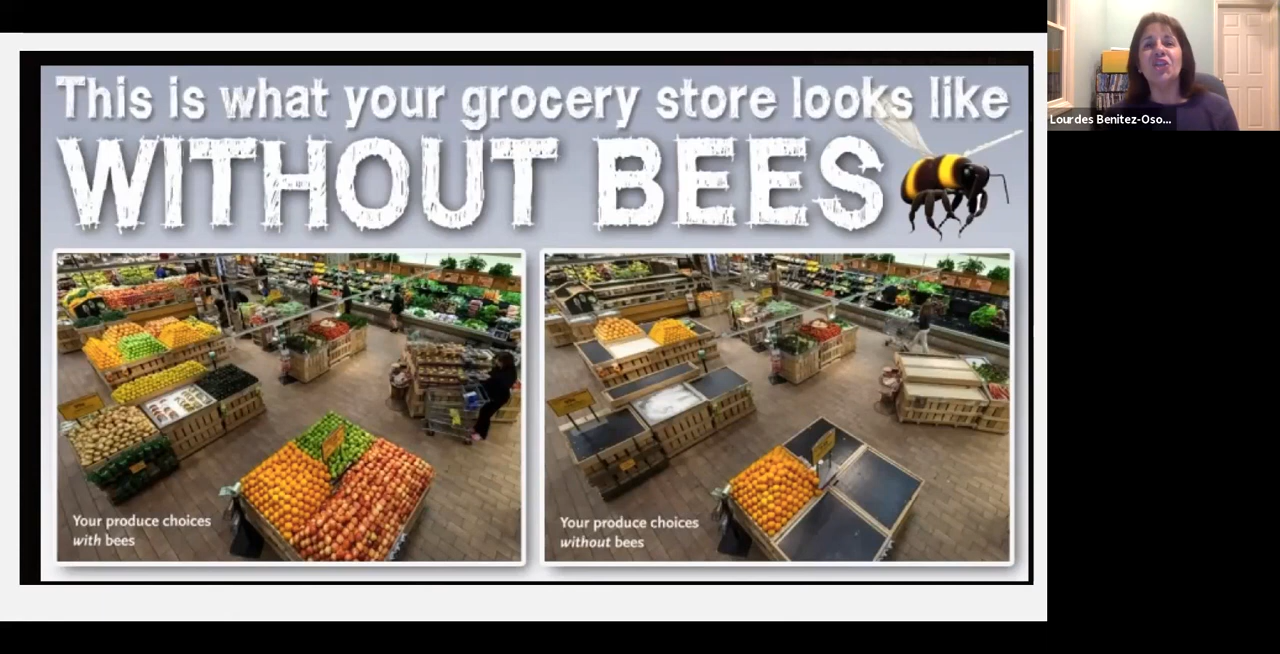 This is what your grocery store looks like
WITHOUT BEES
Your produce choices
with bees
Your produce choices
without bees
Lourdes Benitez-Oso...